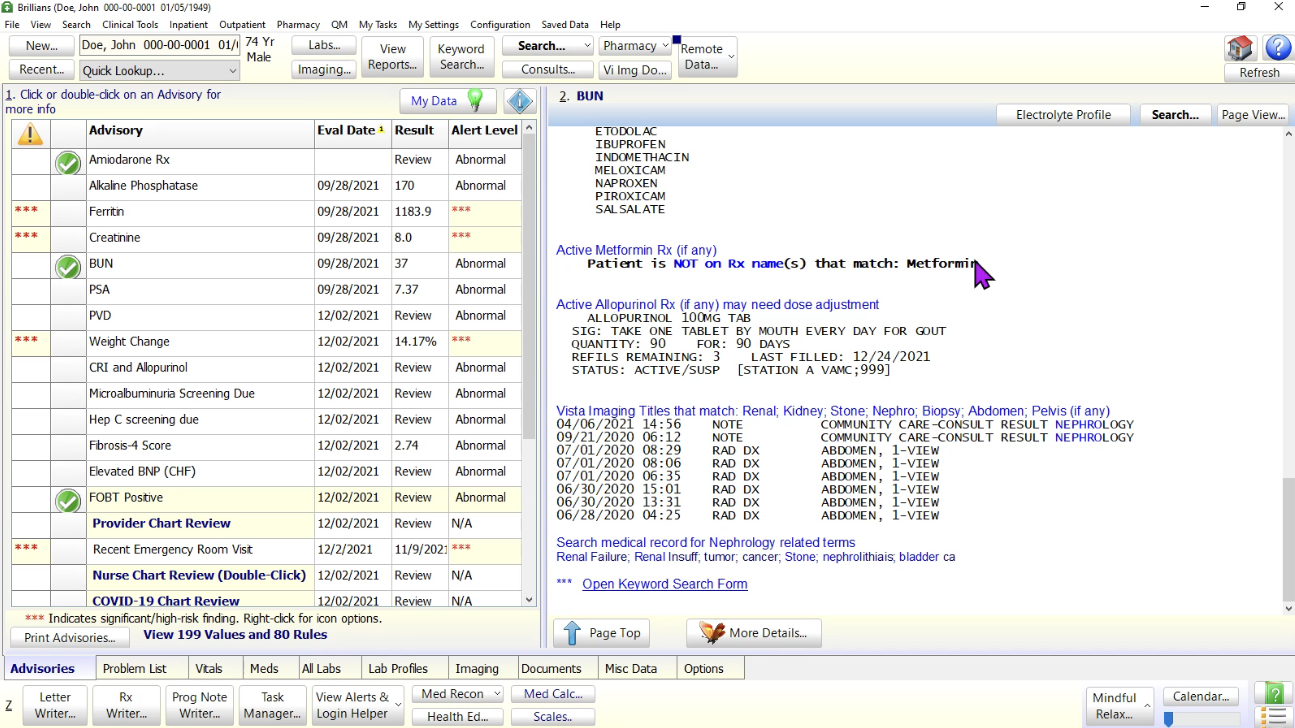 Brillians (Doe, John 000-00-0001 01/05/1949)
File View Search Clinical Tools Inpatient Outpatient Pharmacy QM My Tasks My Settings Configuration Saved Data Help
New... Doe, John 000-00-0001 01/ 74 Yr Male Labs... View Reports... Keyword Search... Search... Pharmacy Remote Data...
Recent... Quick Lookup... Imaging... Consults... Vi Img Do... Refresh
1. Click or double-click on an Advisory for
more info
My Data
Advisory Eval Date 1 Result Alert Level
Amiodarone Rx Review Abnormal
Alkaline Phosphatase 09/28/2021 170 Abnormal
*** Ferritin 09/28/2021 1183.9 ***
*** Creatinine 09/28/2021 8.0 ***
BUN 09/28/2021 37 Abnormal
PSA 09/28/2021 7.37 Abnormal
PVD 12/02/2021 Review Abnormal
*** Weight Change 12/02/2021 14.17% ***
CRI and Allopurinol 12/02/2021 Review Abnormal
Microalbuminuria Screening Due 12/02/2021 Review Abnormal
Hep C screening due 12/02/2021 Review Abnormal
Fibrosis-4 Score 12/02/2021 2.74 Abnormal
Elevated BNP (CHF) 12/02/2021 Review Abnormal
FOBT Positive 12/02/2021 Review Abnormal
Provider Chart Review 12/02/2021 Review N/A
*** Recent Emergency Room Visit 12/2/2021 11/9/2021 ***
Nurse Chart Review (Double-Click) 12/02/2021 Review N/A
COVID-19 Chart Review 12/02/2021 Review N/A
*** Indicates significant/high-risk finding. Right-click for icon options.
Print Advisories... View 199 Values and 80 Rules
2. BUN
Electrolyte Profile Search... Page View...
ETODOLAC
IBUPROFEN
INDOMETHACIN
MELOXICAM
NAPROXEN
PIROXICAM
SALSALATE
Active Metformin Rx (if any)
Patient is NOT on Rx name(s) that match: Metformin
Active Allopurinol Rx (if any) may need dose adjustment
ALLOPURINOL 100MG TAB
SIG: TAKE ONE TABLET BY MOUTH EVERY DAY FOR GOUT
QUANTITY: 90 FOR: 90 DAYS
REFILS REMAINING: 3 LAST FILLED: 12/24/2021
STATUS: ACTIVE/SUSP [STATION A VAMC;999]
Vista Imaging Titles that match: Renal; Kidney; Stone; Nephro; Biopsy; Abdomen; Pelvis (if any)
04/06/2021 14:56 NOTE COMMUNITY CARE-CONSULT RESULT NEPHROLOGY
09/21/2020 06:12 NOTE COMMUNITY CARE-CONSULT RESULT NEPHROLOGY
07/01/2020 08:29 RAD DX ABDOMEN, 1-VIEW
07/01/2020 08:06 RAD DX ABDOMEN, 1-VIEW
07/01/2020 06:35 RAD DX ABDOMEN, 1-VIEW
06/30/2020 15:01 RAD DX ABDOMEN, 1-VIEW
06/30/2020 13:31 RAD DX ABDOMEN, 1-VIEW
06/28/2020 04:25 RAD DX ABDOMEN, 1-VIEW
Search medical record for Nephrology related terms
Renal Failure; Renal Insuff; tumor; cancer; Stone; nephrolithiais; bladder ca
*** Open Keyword Search Form
Page Top More Details...
Advisories Problem List Vitals Meds All Labs Lab Profiles Imaging Documents Misc Data Options
Z Letter Writer... Rx Writer... Prog Note Writer... Task Manager... View Alerts & Login Helper Med Recon Med Calc... Mindful Relax... Calendar...
Health Ed... Scales..